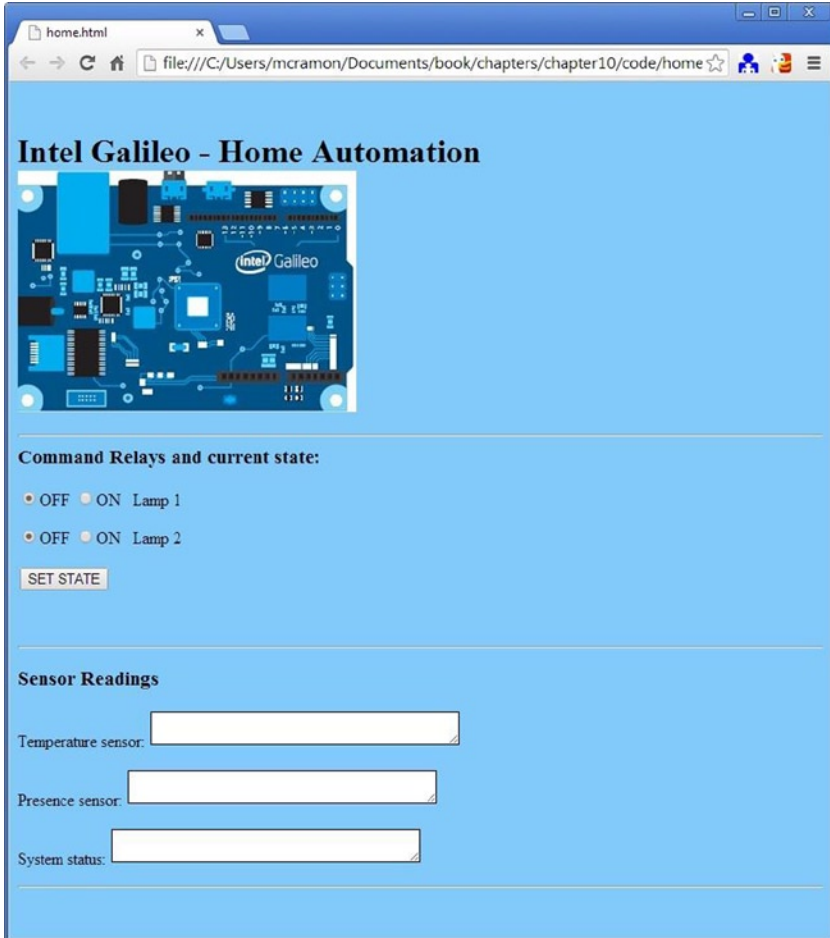 home.html
file:///C:/Users/mcramon/Documents/book/chapters/chapter10/code/home
Intel Galileo - Home Automation
intel Galileo
Command Relays and current state:
OFF ON Lamp 1
OFF ON Lamp 2
SET STATE
Sensor Readings
Temperature sensor:
Presence sensor:
System status: